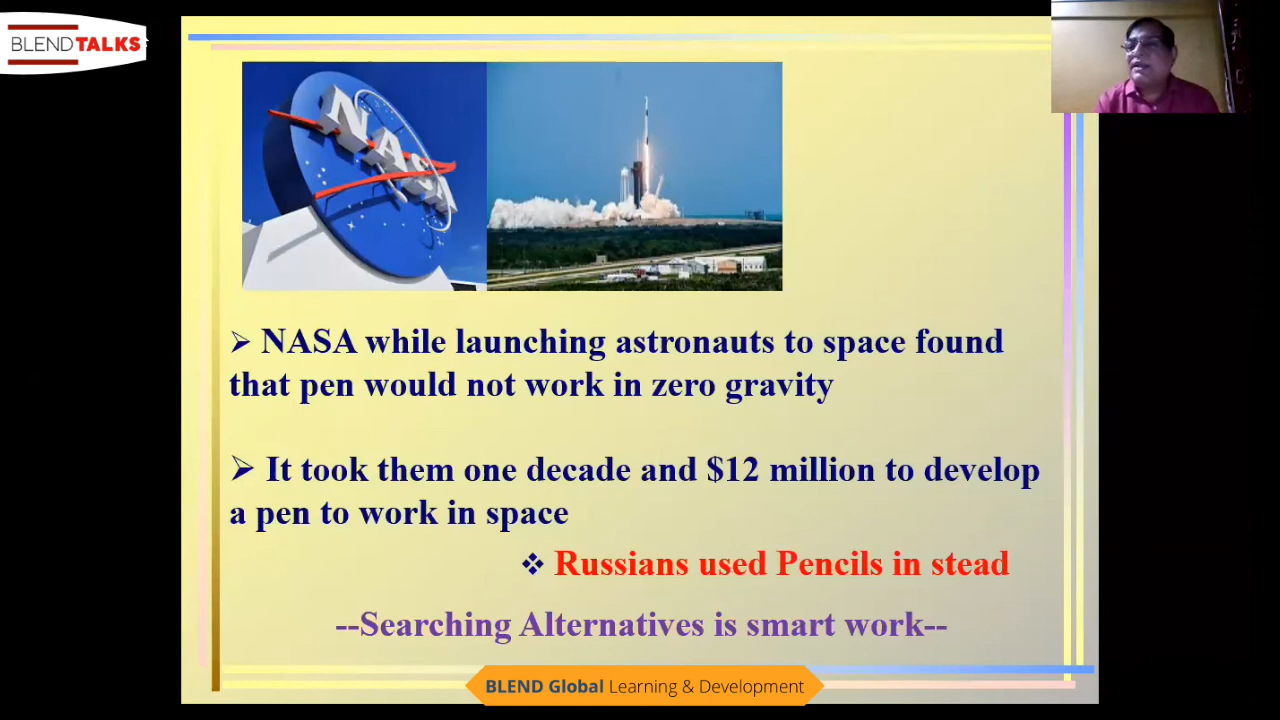 BLENDTALKS
NASA
➢ NASA while launching astronauts to space found
that pen would not work in zero gravity
➢ It took them one decade and $12 million to develop
a pen to work in space
❖ Russians used Pencils in stead
--Searching Alternatives is smart work--
BLEND Global Learning & Development